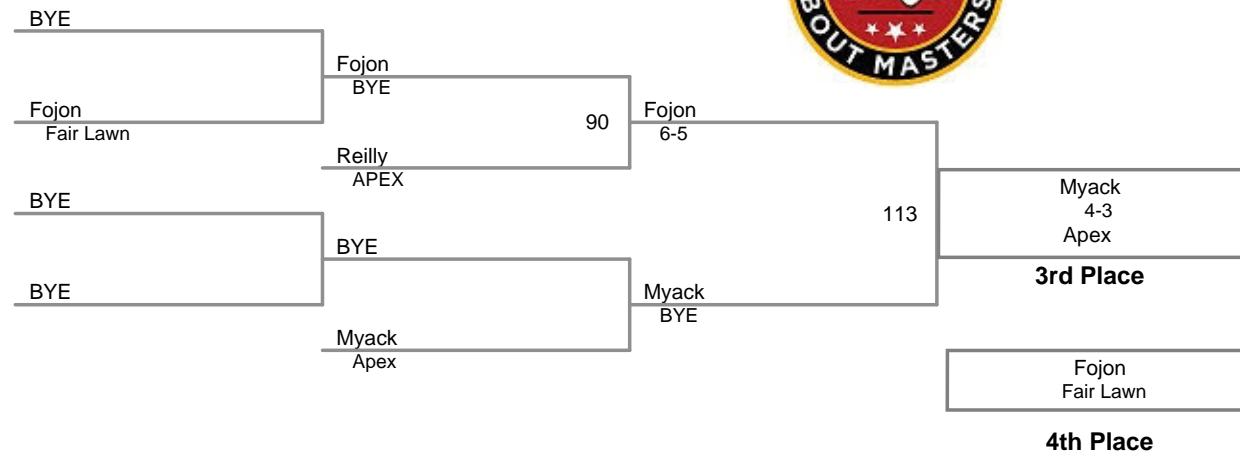 BYE
Fojon
Fair Lawn
BYE
BYE
Fojon
BYE
Reilly
APEX
BYE
Myack
Apex
90
Fojon
6-5
Myack
BYE
113
Myack
4-3
Apex
3rd Place
Fojon
Fair Lawn
4th Place
BOUT MASTERS